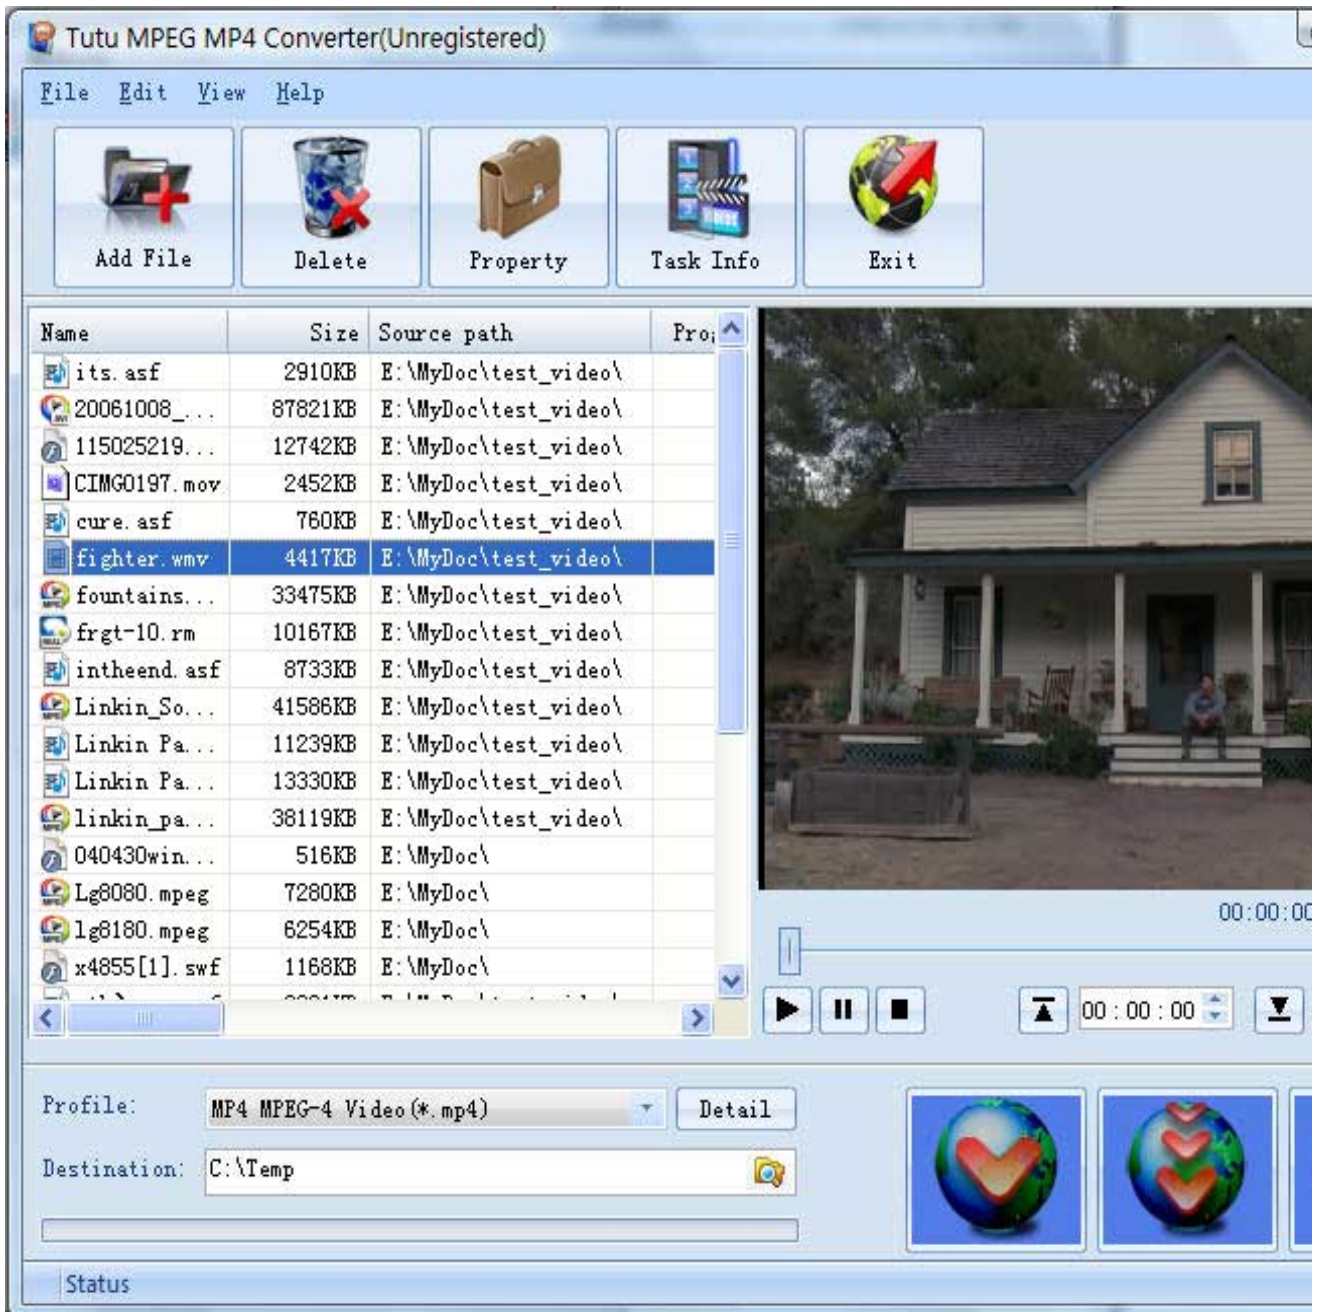 Tutu MPEG MP4 Converter(Unregistered)
File Edit View Help
Add File Delete Property Task Info Exit
Name Size Source path
its.asf 2910KB E:\MyDoc\test_video\
20061008_... 87821KB E:\MyDoc\test_video\
115025219... 12742KB E:\MyDoc\test_video\
CIMG0197.mov 2452KB E:\MyDoc\test_video\
cure.asf 760KB E:\MyDoc\test_video\
fighter.wmv 4417KB E:\MyDoc\test_video\
fountains... 33475KB E:\MyDoc\test_video\
frgt-10.rm 10167KB E:\MyDoc\test_video\
intheend.asf 8733KB E:\MyDoc\test_video\
Linkin_So... 41586KB E:\MyDoc\test_video\
Linkin Pa... 11239KB E:\MyDoc\test_video\
Linkin Pa... 13330KB E:\MyDoc\test_video\
linkin_pa... 38119KB E:\MyDoc\test_video\
040430win... 516KB E:\MyDoc\
Lg8080.mpeg 7280KB E:\MyDoc\
lg8180.mpeg 6254KB E:\MyDoc\
x4855[1].swf 1168KB E:\MyDoc\
00:00:00
00 : 00 : 00
Profile: MP4 MPEG-4 Video(*.mp4) Detail
Destination: C:\Temp
Status